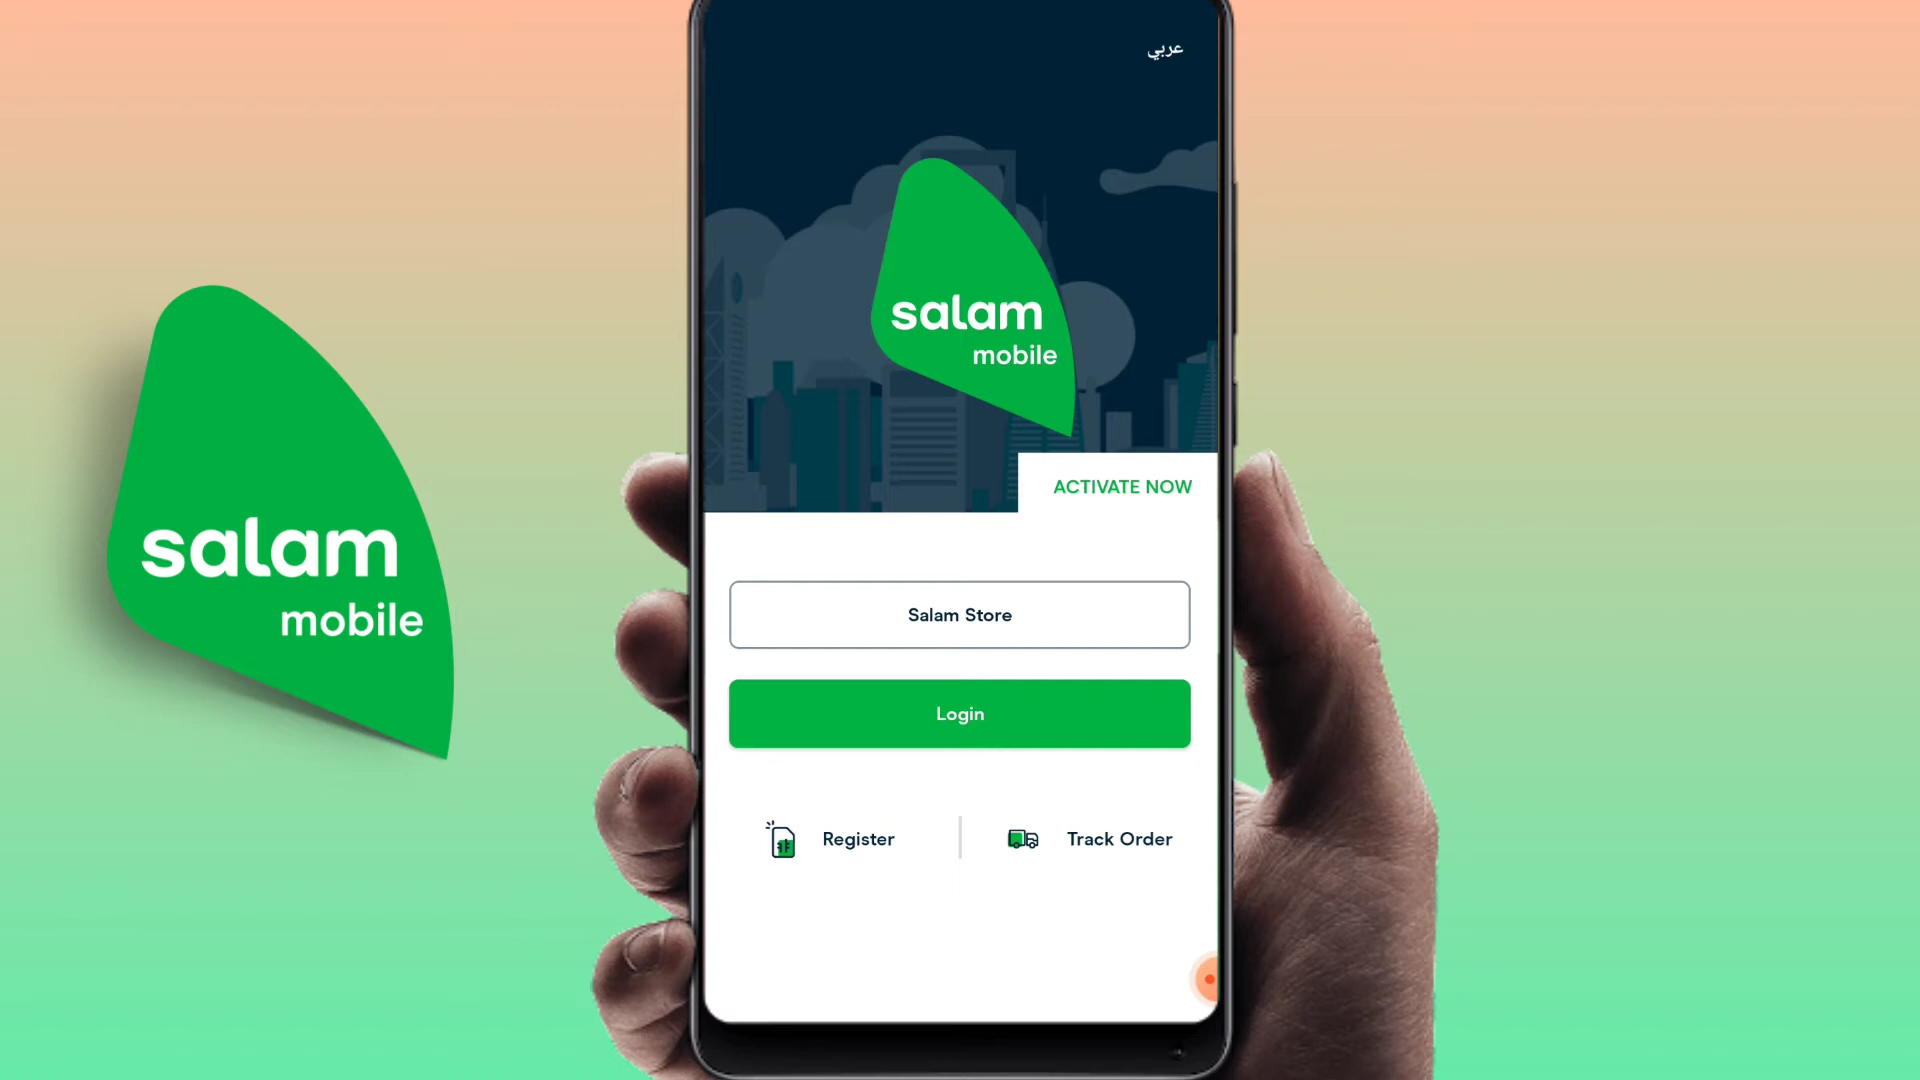 عربي
salam
mobile
ACTIVATE NOW
salam
mobile
Salam Store
Login
Register
Track Order